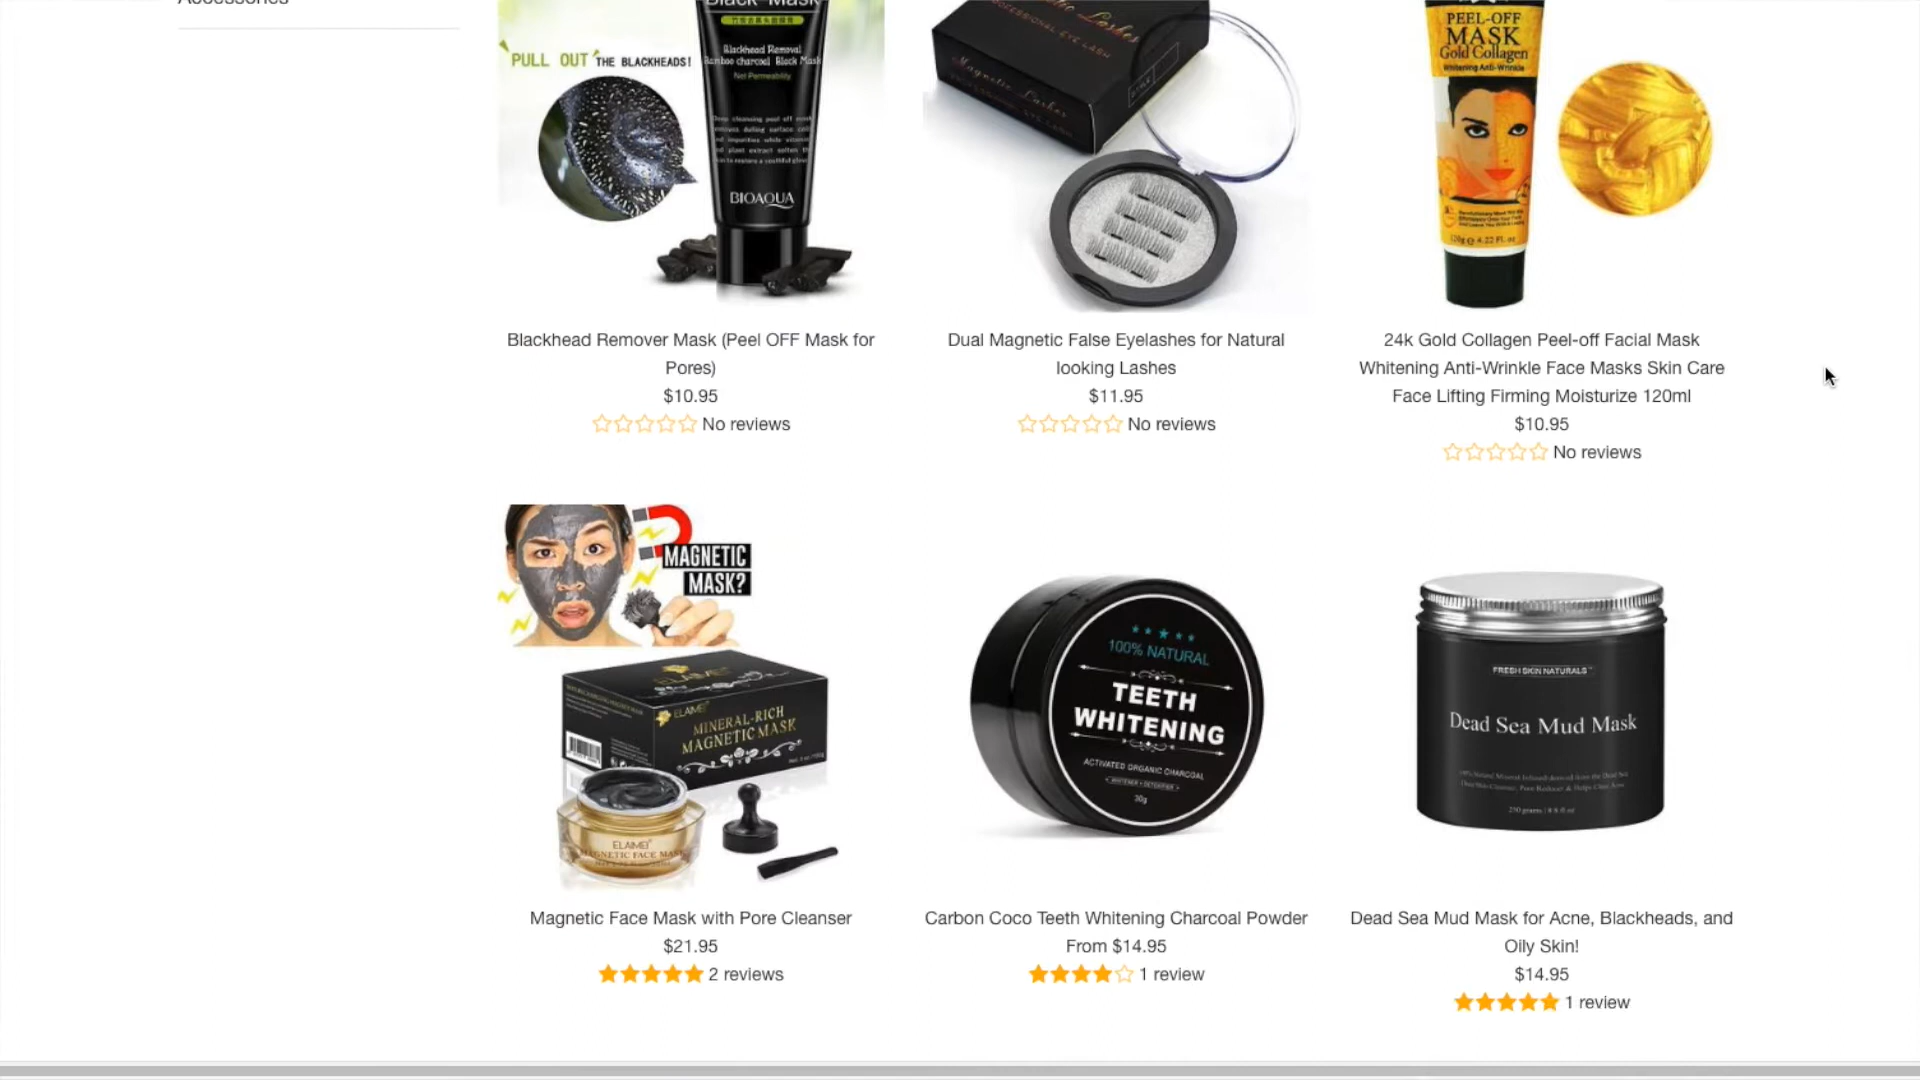 Accessories
Black Mask
PULL OUT THE BLACKHEADS!
Blackhead Removal
Bamboo charcoal Black Mask
Net Permeability
BIOAQUA
Magnetic Lashes
PROFESSIONAL EYE LASH
PEEL-OFF
MASK
Gold Collagen
Whitening Anti-Wrinkle
120g e 4.22 Fl. oz
Blackhead Remover Mask (Peel OFF Mask for
Pores)
$10.95
No reviews
Dual Magnetic False Eyelashes for Natural
looking Lashes
$11.95
No reviews
24k Gold Collagen Peel-off Facial Mask
Whitening Anti-Wrinkle Face Masks Skin Care
Face Lifting Firming Moisturize 120ml
$10.95
No reviews
MAGNETIC
MASK?
ELAIMEI
MINERAL-RICH
MAGNETIC MASK
ELAIMEI
MAGNETIC FACE MASK
100% NATURAL
TEETH
WHITENING
ACTIVATED ORGANIC CHARCOAL
30g
FRESH SKIN NATURALS
Dead Sea Mud Mask
250 grams / 8.8 fl oz
Magnetic Face Mask with Pore Cleanser
$21.95
2 reviews
Carbon Coco Teeth Whitening Charcoal Powder
From $14.95
1 review
Dead Sea Mud Mask for Acne, Blackheads, and
Oily Skin!
$14.95
1 review